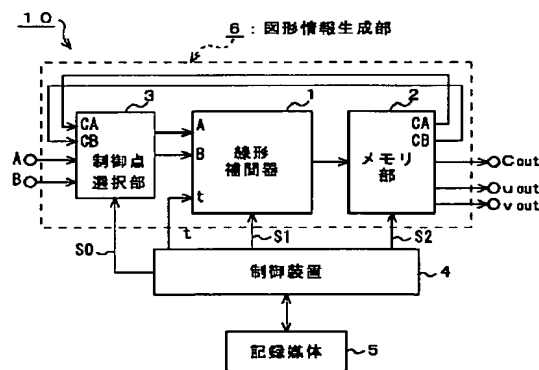 10
6 : 図形情報生成部
3
1
2
CA
CB
A
B
制御点
選択部
A
B
t
線形
補間器
CA
CB
メモリ
部
Cout
uout
vout
S0
t
S1
S2
制御装置
4
記録媒体
5